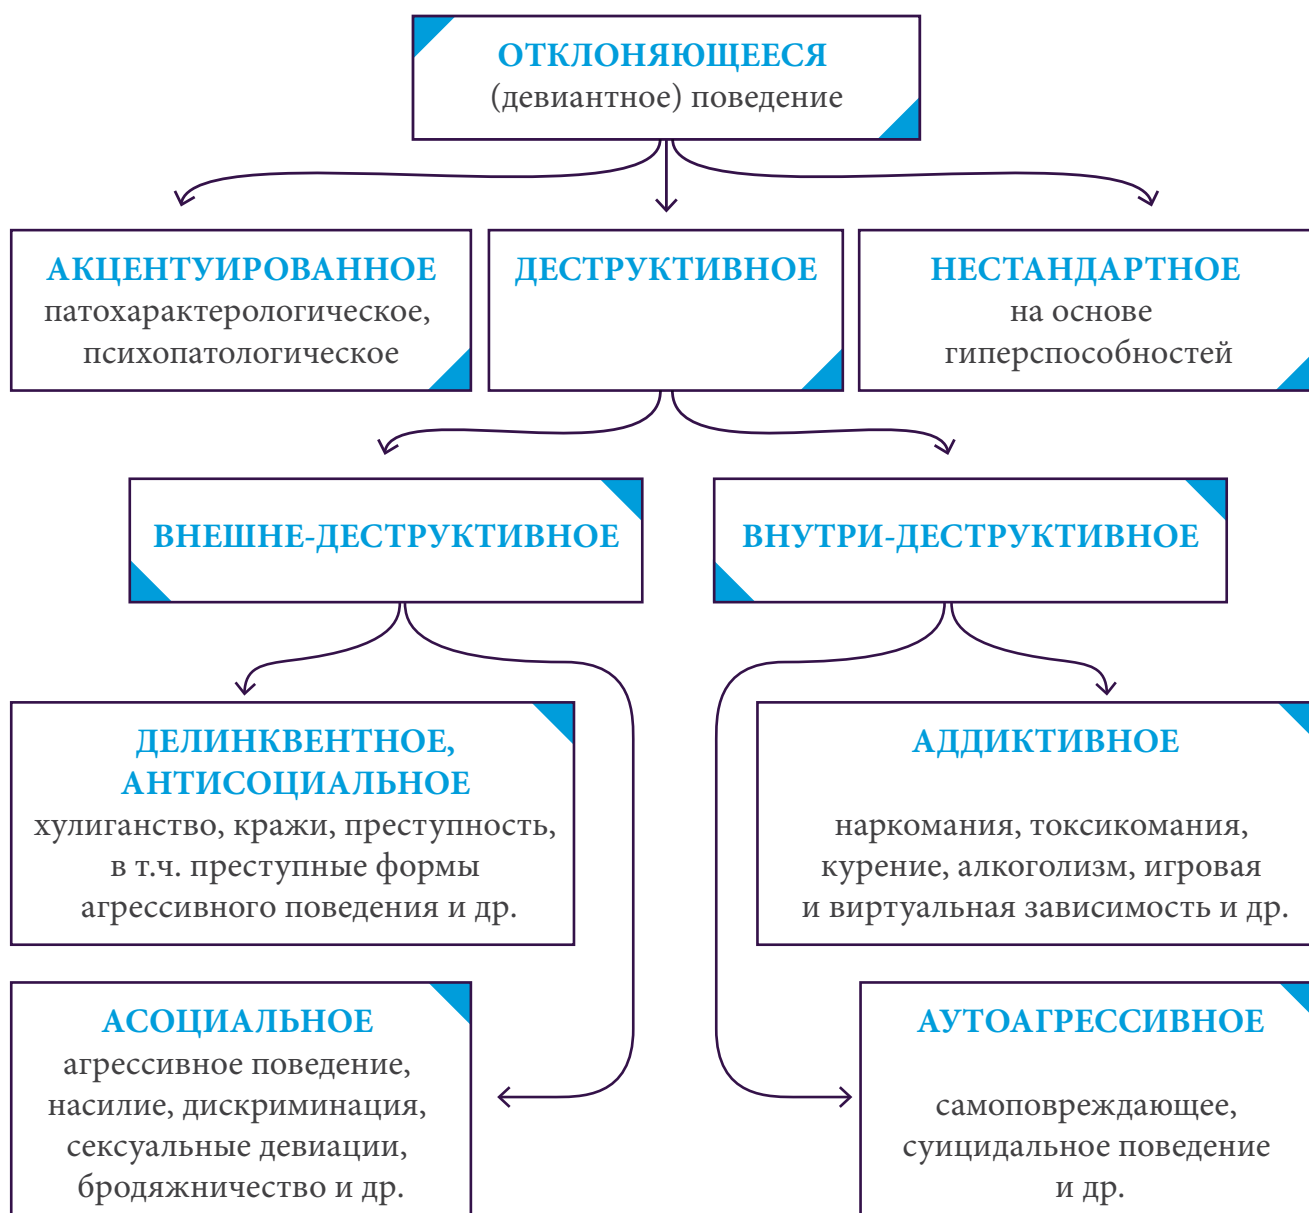 ОТКЛОНЯЮЩЕЕСЯ
(девиантное) поведение
АКЦЕНТУИРОВАННОЕ
патохарактерологическое,
психопатологическое
ДЕСТРУКТИВНОЕ
НЕСТАНДАРТНОЕ
на основе
гиперспособностей
ВНЕШНЕ-ДЕСТРУКТИВНОЕ
ВНУТРИ-ДЕСТРУКТИВНОЕ
ДЕЛИНКВЕНТНОЕ,
АНТИСОЦИАЛЬНОЕ
хулиганство, кражи, преступность,
в т.ч. преступные формы
агрессивного поведения и др.
АДДИКТИВНОЕ
наркомания, токсикомания,
курение, алкоголизм, игровая
и виртуальная зависимость и др.
АСОЦИАЛЬНОЕ
агрессивное поведение,
насилие, дискриминация,
сексуальные девиации,
бродяжничество и др.
АУТОАГРЕССИВНОЕ
самоповреждающее,
суицидальное поведение
и др.